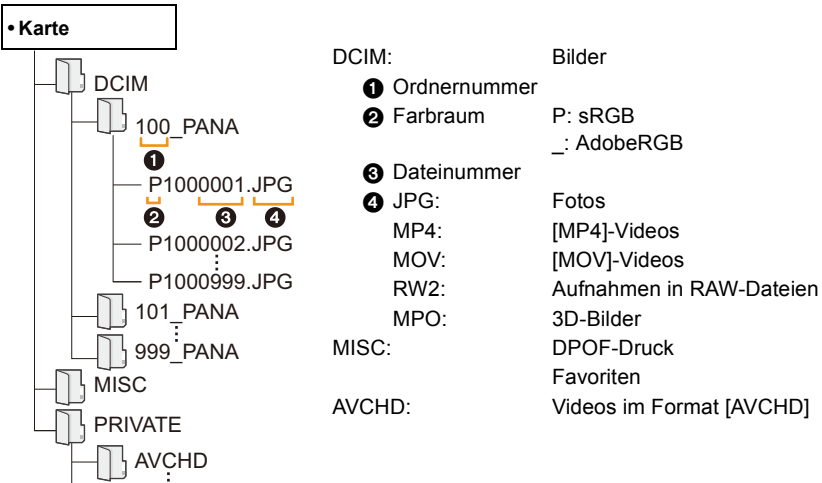 • Karte
DCIM
100_PANA
❶
P1000001.JPG
❷ ❸ ❹
P1000002.JPG
P1000999.JPG
101_PANA
999_PANA
MISC
PRIVATE
AVCHD
DCIM: Bilder
❶ Ordnernummer
❷ Farbraum P: sRGB
_: AdobeRGB
❸ Dateinummer
❹ JPG: Fotos
MP4: [MP4]-Videos
MOV: [MOV]-Videos
RW2: Aufnahmen in RAW-Dateien
MPO: 3D-Bilder
MISC: DPOF-Druck
Favoriten
AVCHD: Videos im Format [AVCHD]